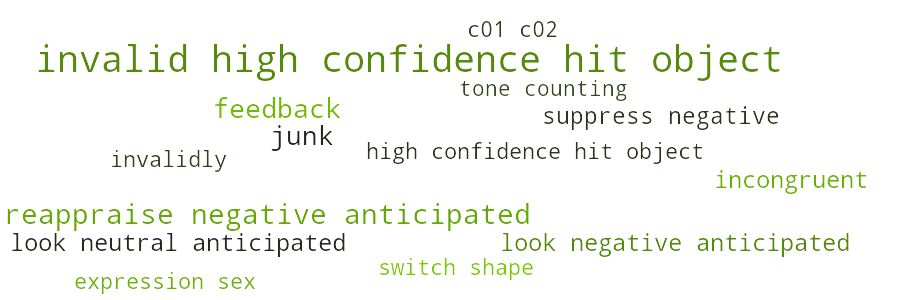 c01 c02
invalid high confidence hit object
tone counting
feedback
suppress negative
junk
high confidence hit object
invalidly
incongruent
reappraise negative anticipated
look neutral anticipated
look negative anticipated
switch shape
expression sex